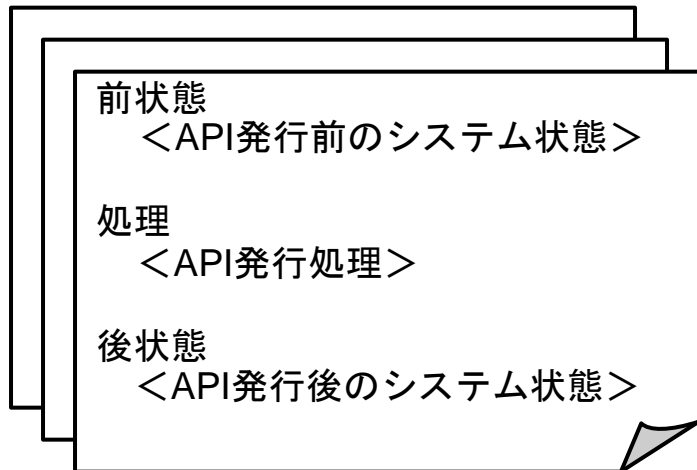 前状態
＜API発行前のシステム状態＞
処理
＜API発行処理＞
後状態
＜API発行後のシステム状態＞